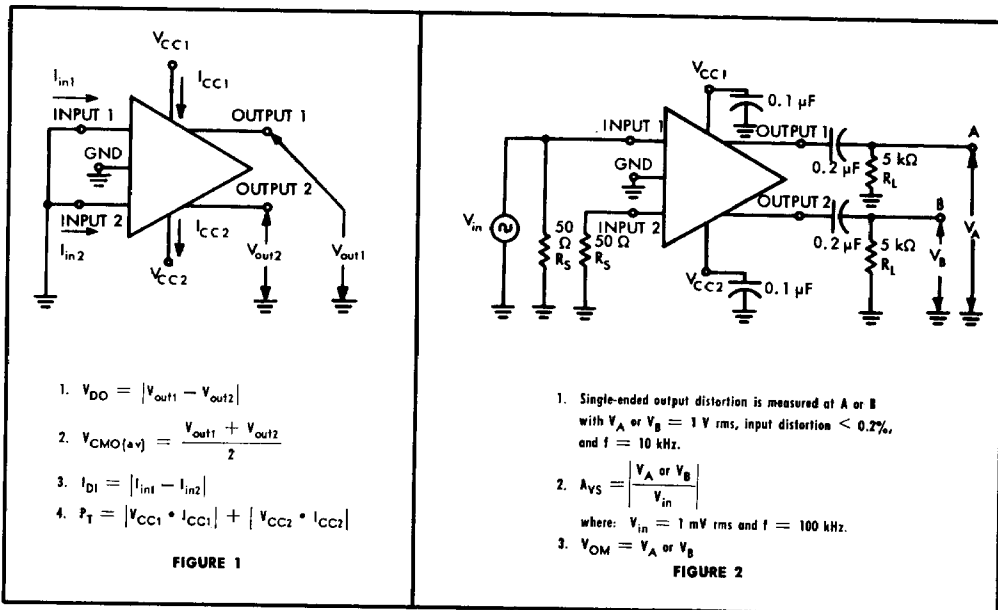 V_CC1
I_in1
I_CC1
INPUT 1
OUTPUT 1
GND
OUTPUT 2
INPUT 2
I_CC2
I_in2
V_CC2
V_out2
V_out1
1. V_DO = |V_out1 − V_out2|
2. V_CMO(av) = (V_out1 + V_out2) / 2
3. I_DI = |I_in1 − I_in2|
4. P_T = |V_CC1 • I_CC1| + |V_CC2 • I_CC2|
FIGURE 1
V_CC1
0.1 µF
INPUT 1
OUTPUT 1
A
GND
0.2 µF
5 kΩ
R_L
OUTPUT 2
B
V_in
INPUT 2
50 Ω R_S
50 Ω R_S
0.2 µF
5 kΩ
R_L
V_B
V_A
V_CC2
0.1 µF
1. Single-ended output distortion is measured at A or B
with V_A or V_B = 1 V rms, input distortion < 0.2%,
and f = 10 kHz.
2. A_VS = |V_A or V_B / V_in|
where: V_in = 1 mV rms and f = 100 kHz.
3. V_OM = V_A or V_B
FIGURE 2